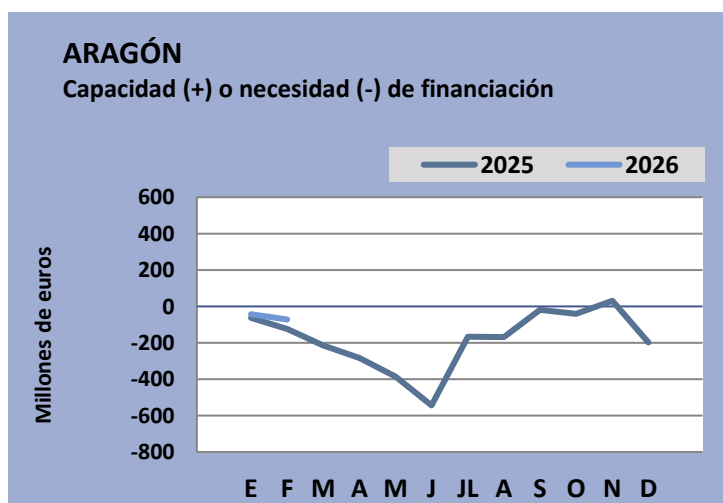 ARAGÓN
Capacidad (+) o necesidad (-) de financiación
2025 2026
Millones de euros
600
400
200
0
-200
-400
-600
-800
E F M A M J JL A S O N D